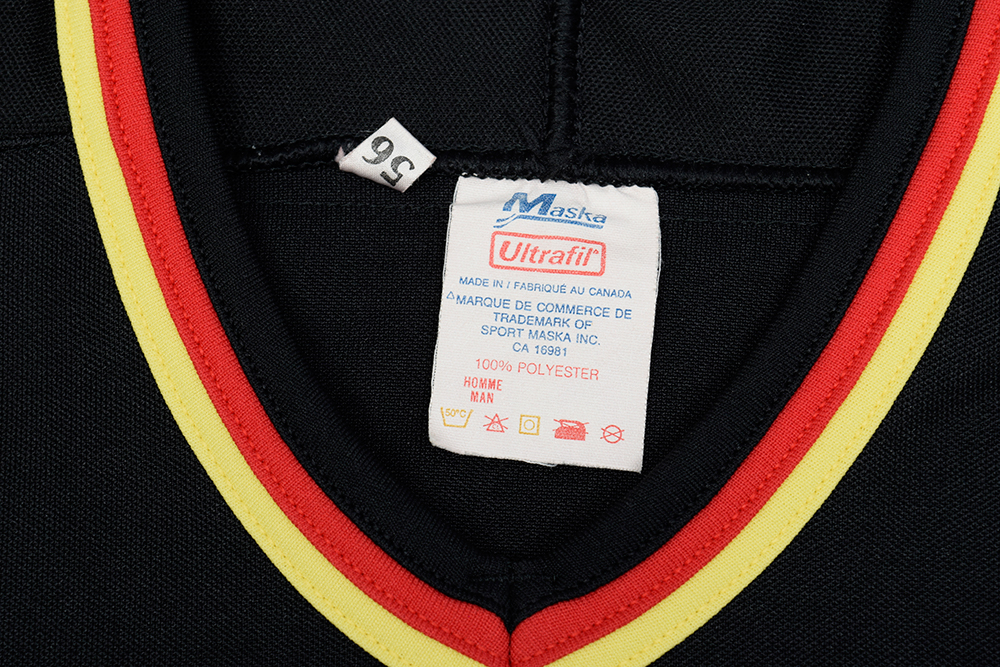 56
Maska
Ultrafil
MADE IN / FABRIQUÉ AU CANADA
△MARQUE DE COMMERCE DE
TRADEMARK OF
SPORT MASKA INC.
CA 16981
100% POLYESTER
HOMME
MAN
50°C